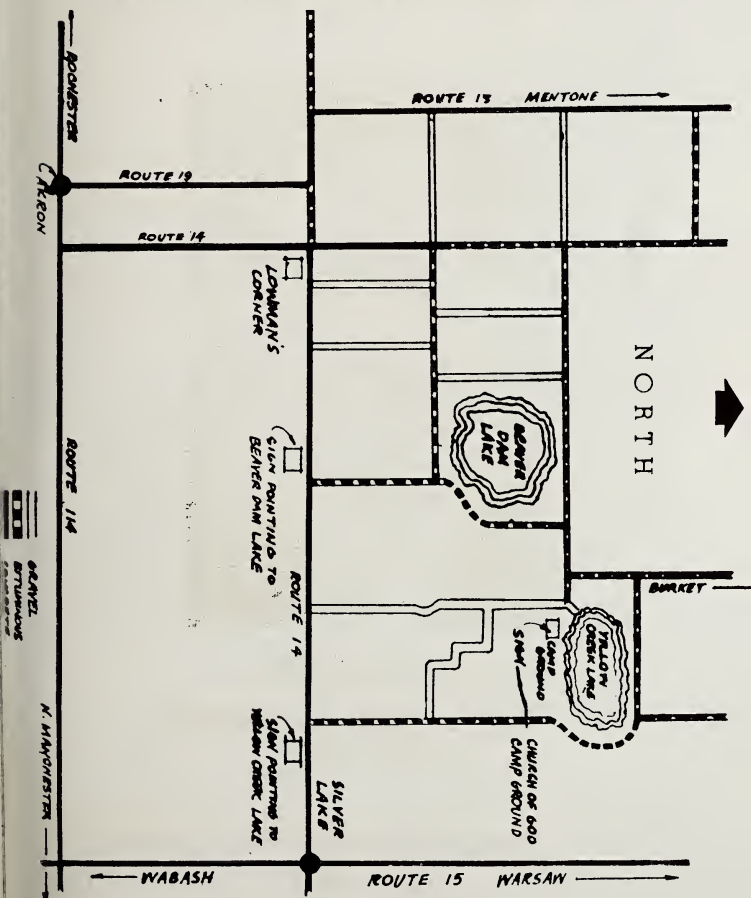 ROCHESTER
ROUTE 13 MENTONE
AKRON
ROUTE 19
ROUTE 14
LOWMAN'S
CORNER
NORTH
BEAVER
DAM
LAKE
SIGN POINTING TO
BEAVER DAM LAKE
ROUTE 114
ROUTE 14
BURKET
YELLOW
CREEK LAKE
CAMP
GROUND
SIGN
CHURCH OF GOD
CAMP GROUND
SIGN POINTING TO
YELLOW CREEK LAKE
SILVER
LAKE
GRAVEL
BITUMINOUS
N. MANCHESTER
WABASH
ROUTE 15 WARSAW